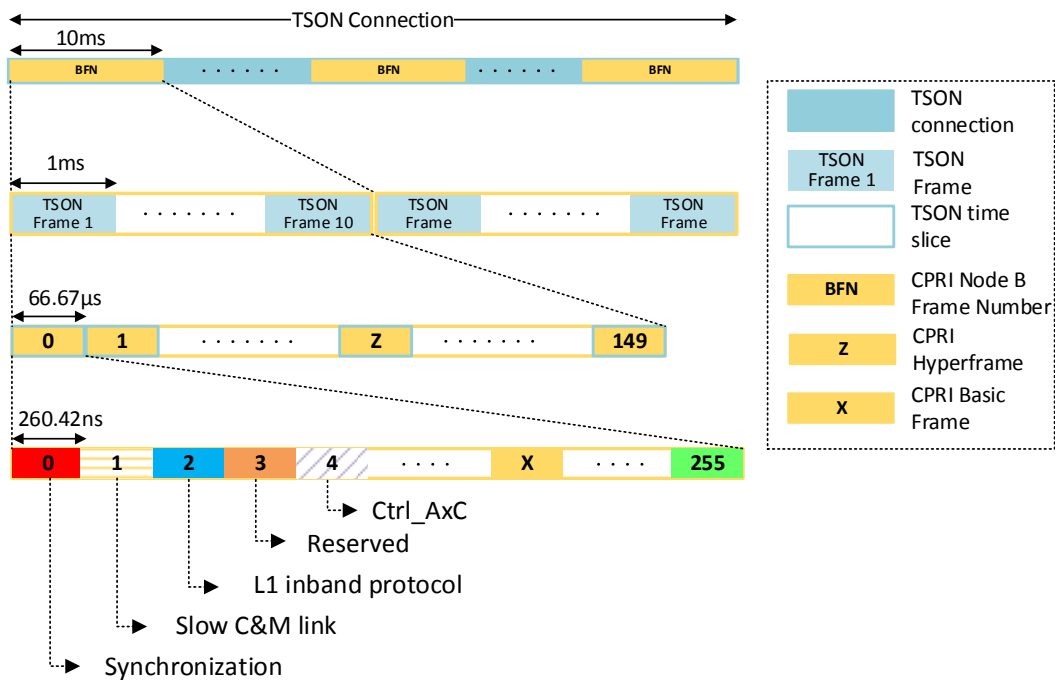 TSON Connection
10ms
BFN
. . . . . .
BFN
. . . . . .
BFN
1ms
TSON
Frame 1
. . . . . . .
TSON
Frame 10
TSON
Frame
. . . . . . .
TSON
Frame
66.67µs
0
1
. . . . . . .
Z
. . . . . . .
149
260.42ns
0
1
2
3
4
. . . .
X
. . . .
255
Ctrl_AxC
Reserved
L1 inband protocol
Slow C&M link
Synchronization
TSON
connection
TSON
Frame 1
TSON
Frame
TSON time
slice
BFN
CPRI Node B
Frame Number
Z
CPRI
Hyperframe
X
CPRI Basic
Frame